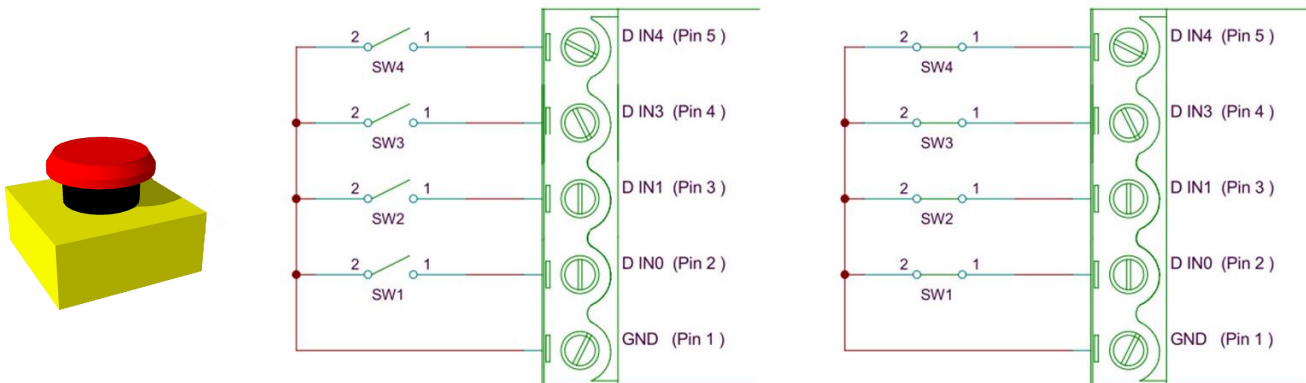 2 1 D IN4 (Pin 5 )
SW4
2 1 D IN3 (Pin 4 )
SW3
2 1 D IN1 (Pin 3 )
SW2
2 1 D IN0 (Pin 2 )
SW1
GND (Pin 1 )
2 1 D IN4 (Pin 5 )
SW4
2 1 D IN3 (Pin 4 )
SW3
2 1 D IN1 (Pin 3 )
SW2
2 1 D IN0 (Pin 2 )
SW1
GND (Pin 1 )